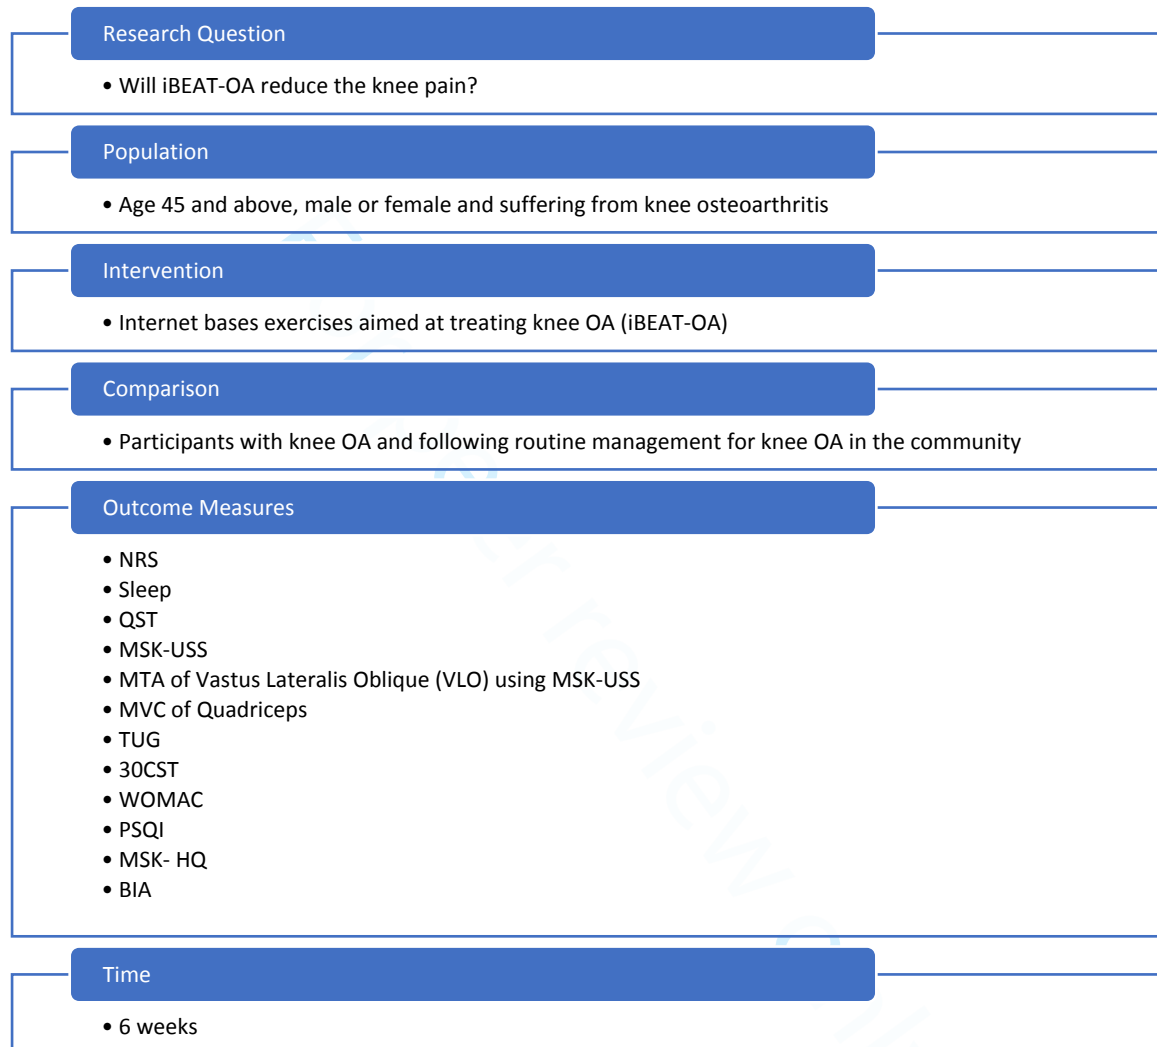 Research Question
• Will iBEAT-OA reduce the knee pain?
Population
• Age 45 and above, male or female and suffering from knee osteoarthritis
Intervention
• Internet bases exercises aimed at treating knee OA (iBEAT-OA)
Comparison
• Participants with knee OA and following routine management for knee OA in the community
Outcome Measures
• NRS
• Sleep
• QST
• MSK-USS
• MTA of Vastus Lateralis Oblique (VLO) using MSK-USS
• MVC of Quadriceps
• TUG
• 30CST
• WOMAC
• PSQI
• MSK- HQ
• BIA
Time
• 6 weeks
review